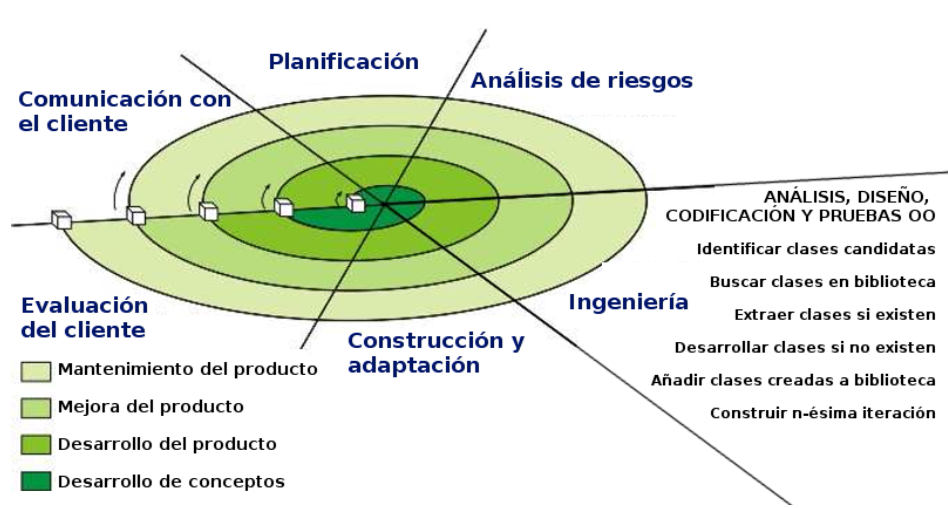 Planificación
Análisis de riesgos
Comunicación con
el cliente
ANÁLISIS, DISEÑO,
CODIFICACIÓN Y PRUEBAS OO
Identificar clases candidatas
Buscar clases en biblioteca
Extraer clases si existen
Desarrollar clases si no existen
Añadir clases creadas a biblioteca
Construir n-ésima iteración
Ingeniería
Evaluación
del cliente
Construcción y
adaptación
Mantenimiento del producto
Mejora del producto
Desarrollo del producto
Desarrollo de conceptos